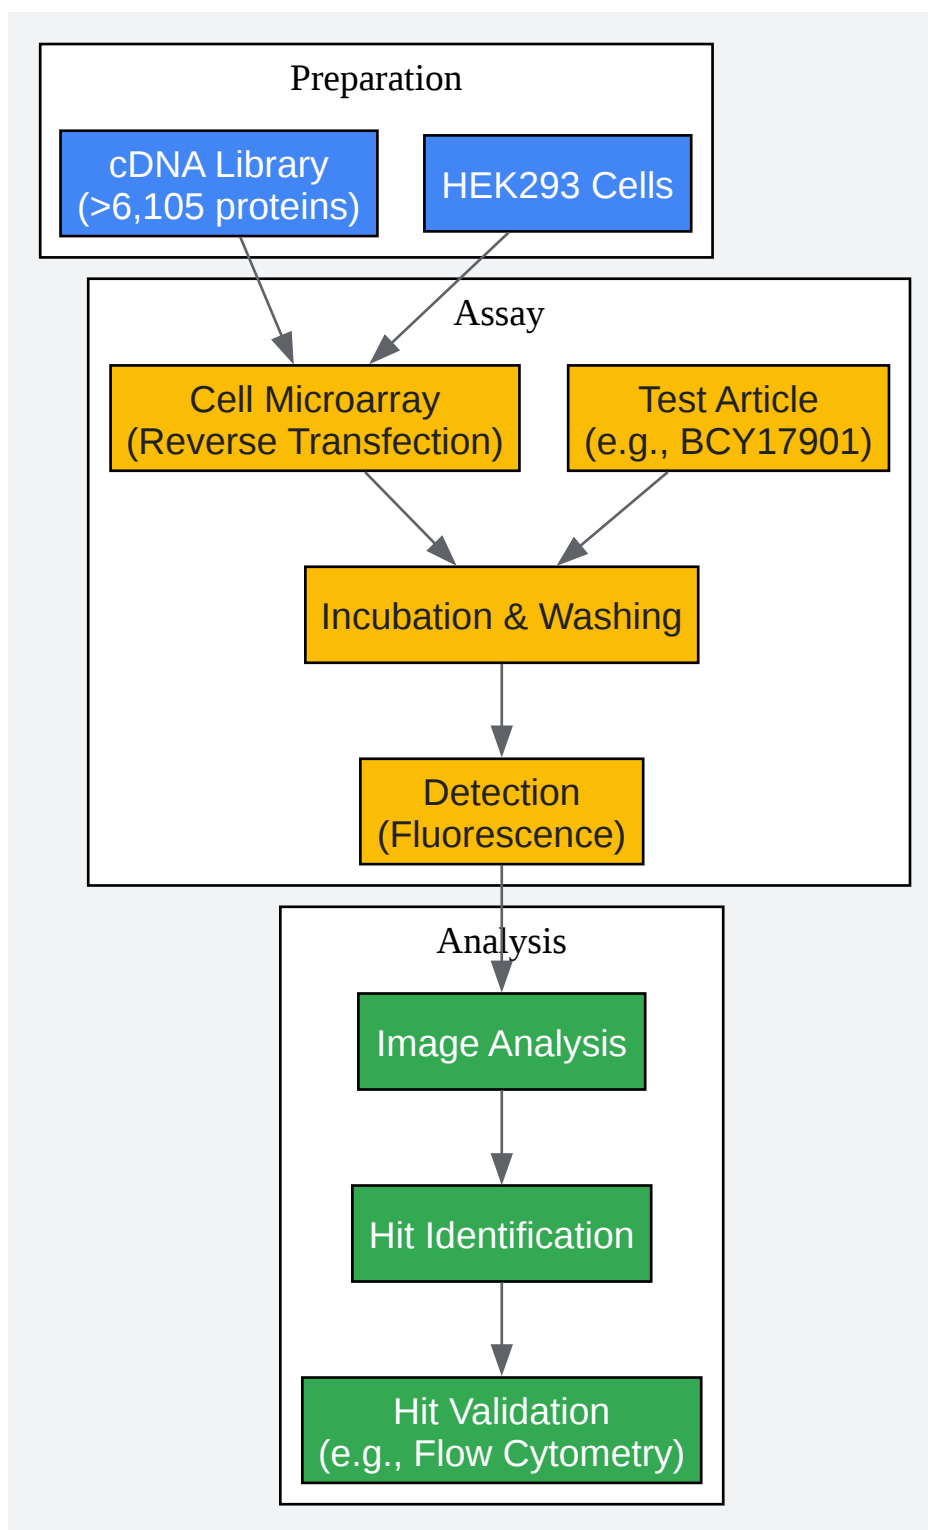 Preparation
cDNA Library
(>6,105 proteins)
HEK293 Cells
Assay
Cell Microarray
(Reverse Transfection)
Test Article
(e.g., BCY17901)
Incubation & Washing
Detection
(Fluorescence)
Analysis
Image Analysis
Hit Identification
Hit Validation
(e.g., Flow Cytometry)